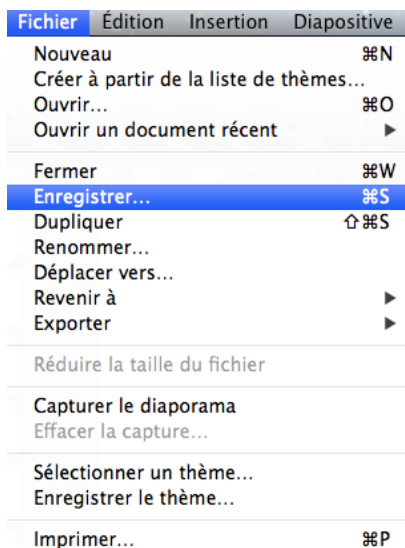 Fichier Édition Insertion Diapositive
Nouveau ⌘N
Créer à partir de la liste de thèmes...
Ouvrir... ⌘O
Ouvrir un document récent ▶
Fermer ⌘W
Enregistrer... ⌘S
Dupliquer ⇧⌘S
Renommer...
Déplacer vers...
Revenir à ▶
Exporter ▶
Réduire la taille du fichier
Capturer le diaporama
Effacer la capture...
Sélectionner un thème...
Enregistrer le thème...
Imprimer... ⌘P